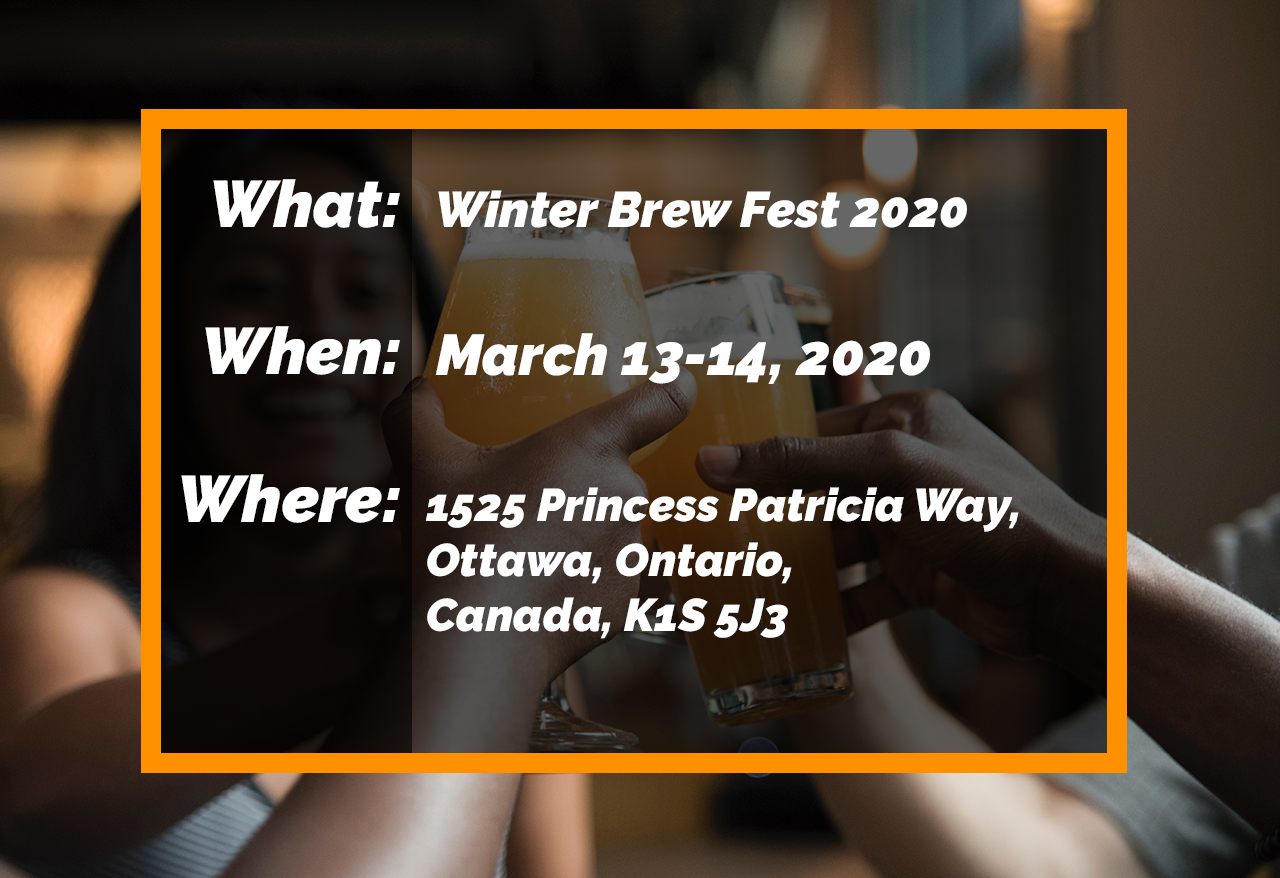 What: Winter Brew Fest 2020
When: March 13-14, 2020
Where: 1525 Princess Patricia Way,
Ottawa, Ontario,
Canada, K1S 5J3